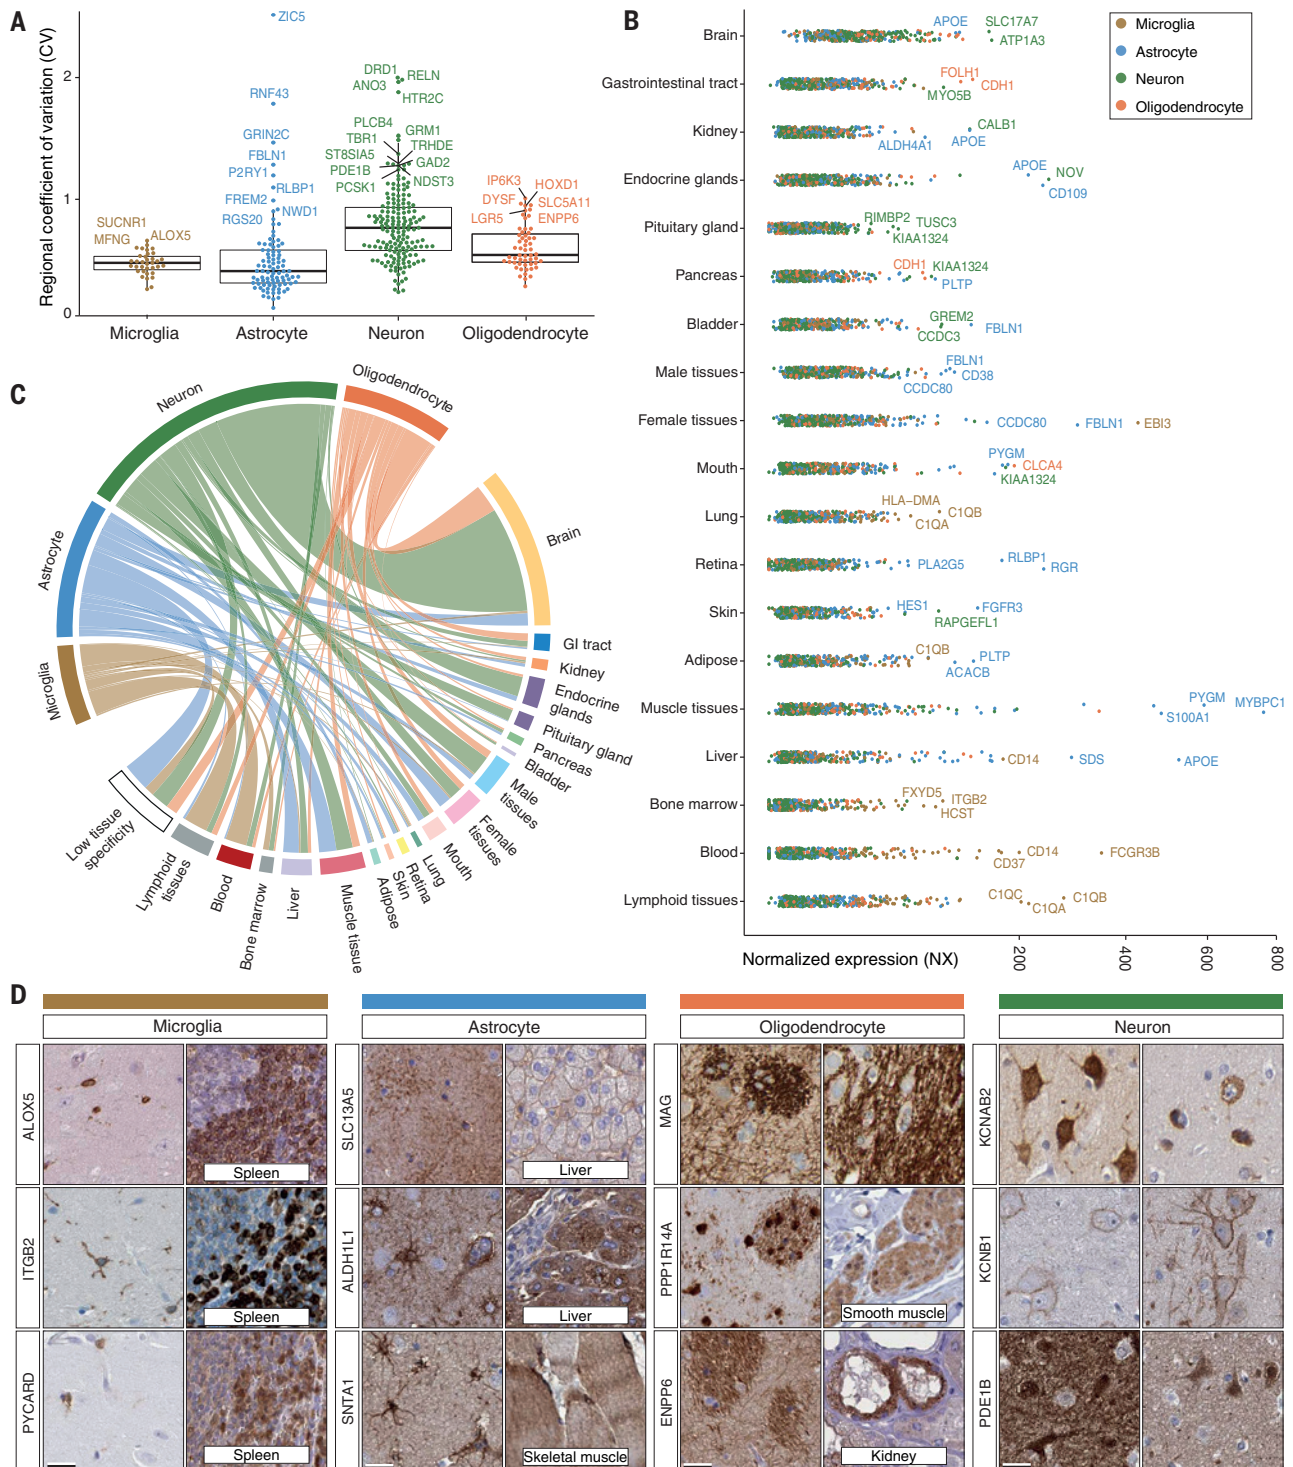 A
Regional coefficient of variation (CV)
2
1
0
ZIC5
RNF43
GRIN2C
FBLN1
P2RY1
RLBP1
FREM2
NWD1
RGS20
SUCNR1
MFNG
ALOX5
DRD1
RELN
ANO3
HTR2C
PLCB4
GRM1
TBR1
TRHDE
ST8SIA5
GAD2
PDE1B
NDST3
PCSK1
IP6K3
HOXD1
DYSF
SLC5A11
LGR5
ENPP6
Microglia
Astrocyte
Neuron
Oligodendrocyte
B
Microglia
Astrocyte
Neuron
Oligodendrocyte
Brain
APOE
SLC17A7
ATP1A3
Gastrointestinal tract
FOLH1
CDH1
MYO5B
Kidney
CALB1
ALDH4A1
APOE
Endocrine glands
APOE
NOV
CD109
Pituitary gland
RIMBP2
TUSC3
KIAA1324
Pancreas
CDH1
KIAA1324
PLTP
Bladder
GREM2
FBLN1
CCDC3
Male tissues
FBLN1
CD38
CCDC80
Female tissues
CCDC80
FBLN1
EBI3
Mouth
PYGM
CLCA4
KIAA1324
Lung
HLA-DMA
C1QB
C1QA
Retina
PLA2G5
RLBP1
RGR
Skin
HES1
FGFR3
RAPGEFL1
Adipose
C1QB
PLTP
ACACB
Muscle tissues
PYGM
MYBPC1
S100A1
Liver
CD14
SDS
APOE
Bone marrow
FXYD5
ITGB2
HCST
Blood
CD14
CD37
FCGR3B
Lymphoid tissues
C1QC
C1QB
C1QA
Normalized expression (NX)
200
400
600
800
C
Neuron
Oligodendrocyte
Astrocyte
Microglia
Brain
GI tract
Kidney
Endocrine
glands
Pituitary gland
Pancreas
Bladder
Male
tissues
Female
tissues
Mouth
Lung
Retina
Skin
Adipose
Muscle tissue
Liver
Bone marrow
Blood
Lymphoid
tissues
Low tissue
specificity
D
Microglia
Astrocyte
Oligodendrocyte
Neuron
ALOX5
Spleen
SLC13A5
Liver
MAG
KCNAB2
ITGB2
Spleen
ALDH1L1
Liver
PPP1R14A
Smooth muscle
KCNB1
PYCARD
Spleen
SNTA1
Skeletal muscle
ENPP6
Kidney
PDE1B